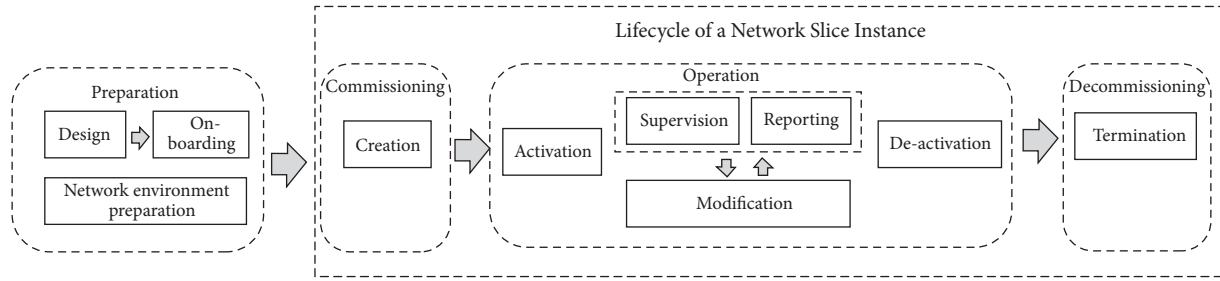 Lifecycle of a Network Slice Instance
Preparation
Design
On-
boarding
Network environment
preparation
Commissioning
Creation
Operation
Activation
Supervision
Reporting
Modification
De-activation
Decommissioning
Termination